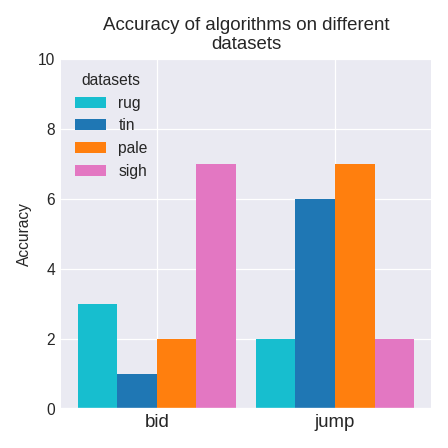 Accuracy of algorithms on different
datasets
10
8
6
4
2
0
Accuracy
datasets
rug
tin
pale
sigh
bid
jump